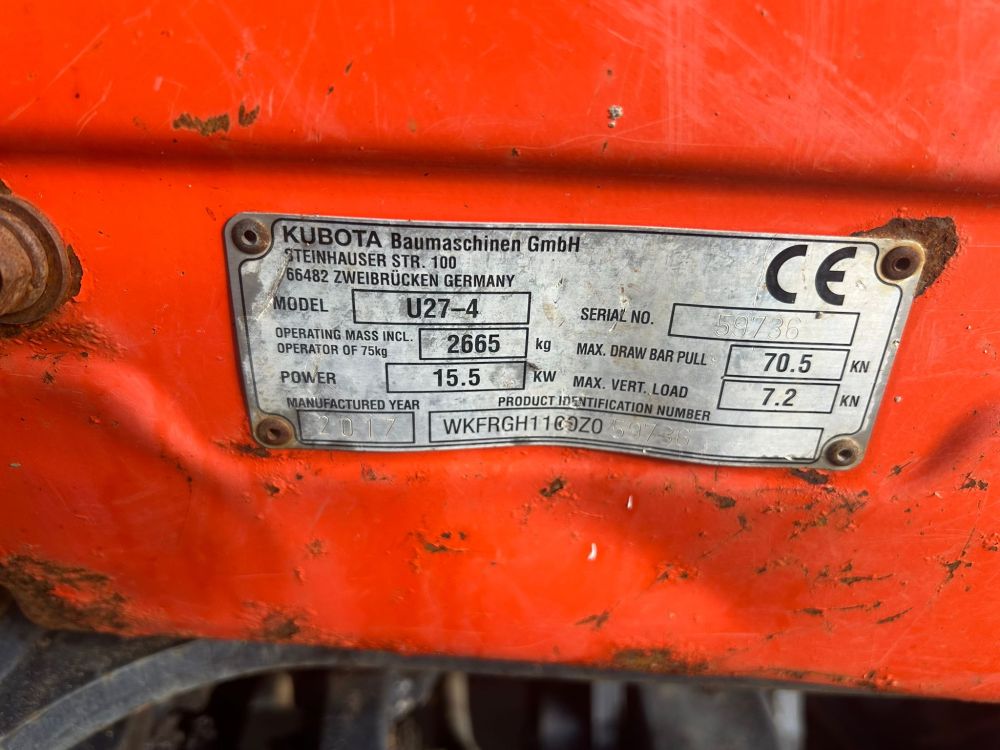 KUBOTA Baumaschinen GmbH
STEINHAUSER STR. 100
66482 ZWEIBRÜCKEN GERMANY
CE
MODEL U27-4
SERIAL NO. 59736
OPERATING MASS INCL. OPERATOR OF 75kg 2665 kg
MAX. DRAW BAR PULL 70.5 KN
POWER 15.5 KW
MAX. VERT. LOAD 7.2 KN
MANUFACTURED YEAR
2017
PRODUCT IDENTIFICATION NUMBER
WKFRGH1100Z059736